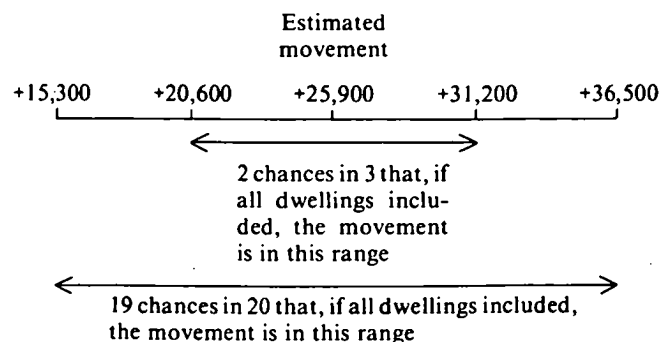 Estimated
movement
+15,300 +20,600 +25,900 +31,200 +36,500
2 chances in 3 that, if
all dwellings inclu-
ded, the movement
is in this range
19 chances in 20 that, if all dwellings included,
the movement is in this range